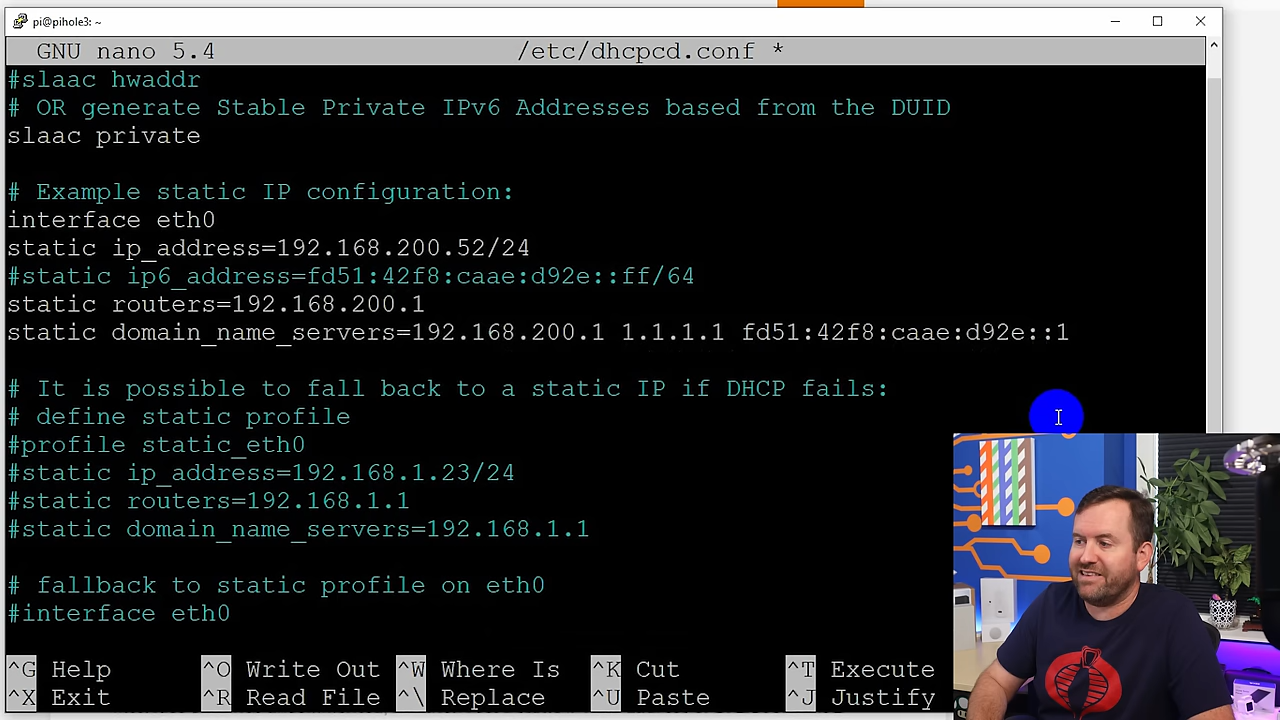 pi@pihole3: ~
GNU nano 5.4 /etc/dhcpcd.conf *
#slaac hwaddr
# OR generate Stable Private IPv6 Addresses based from the DUID
slaac private
# Example static IP configuration:
interface eth0
static ip_address=192.168.200.52/24
#static ip6_address=fd51:42f8:caae:d92e::ff/64
static routers=192.168.200.1
static domain_name_servers=192.168.200.1 1.1.1.1 fd51:42f8:caae:d92e::1
# It is possible to fall back to a static IP if DHCP fails:
# define static profile
#profile static_eth0
#static ip_address=192.168.1.23/24
#static routers=192.168.1.1
#static domain_name_servers=192.168.1.1
# fallback to static profile on eth0
#interface eth0
^G Help ^O Write Out ^W Where Is ^K Cut ^T Execute
^X Exit ^R Read File ^\ Replace ^U Paste ^J Justify